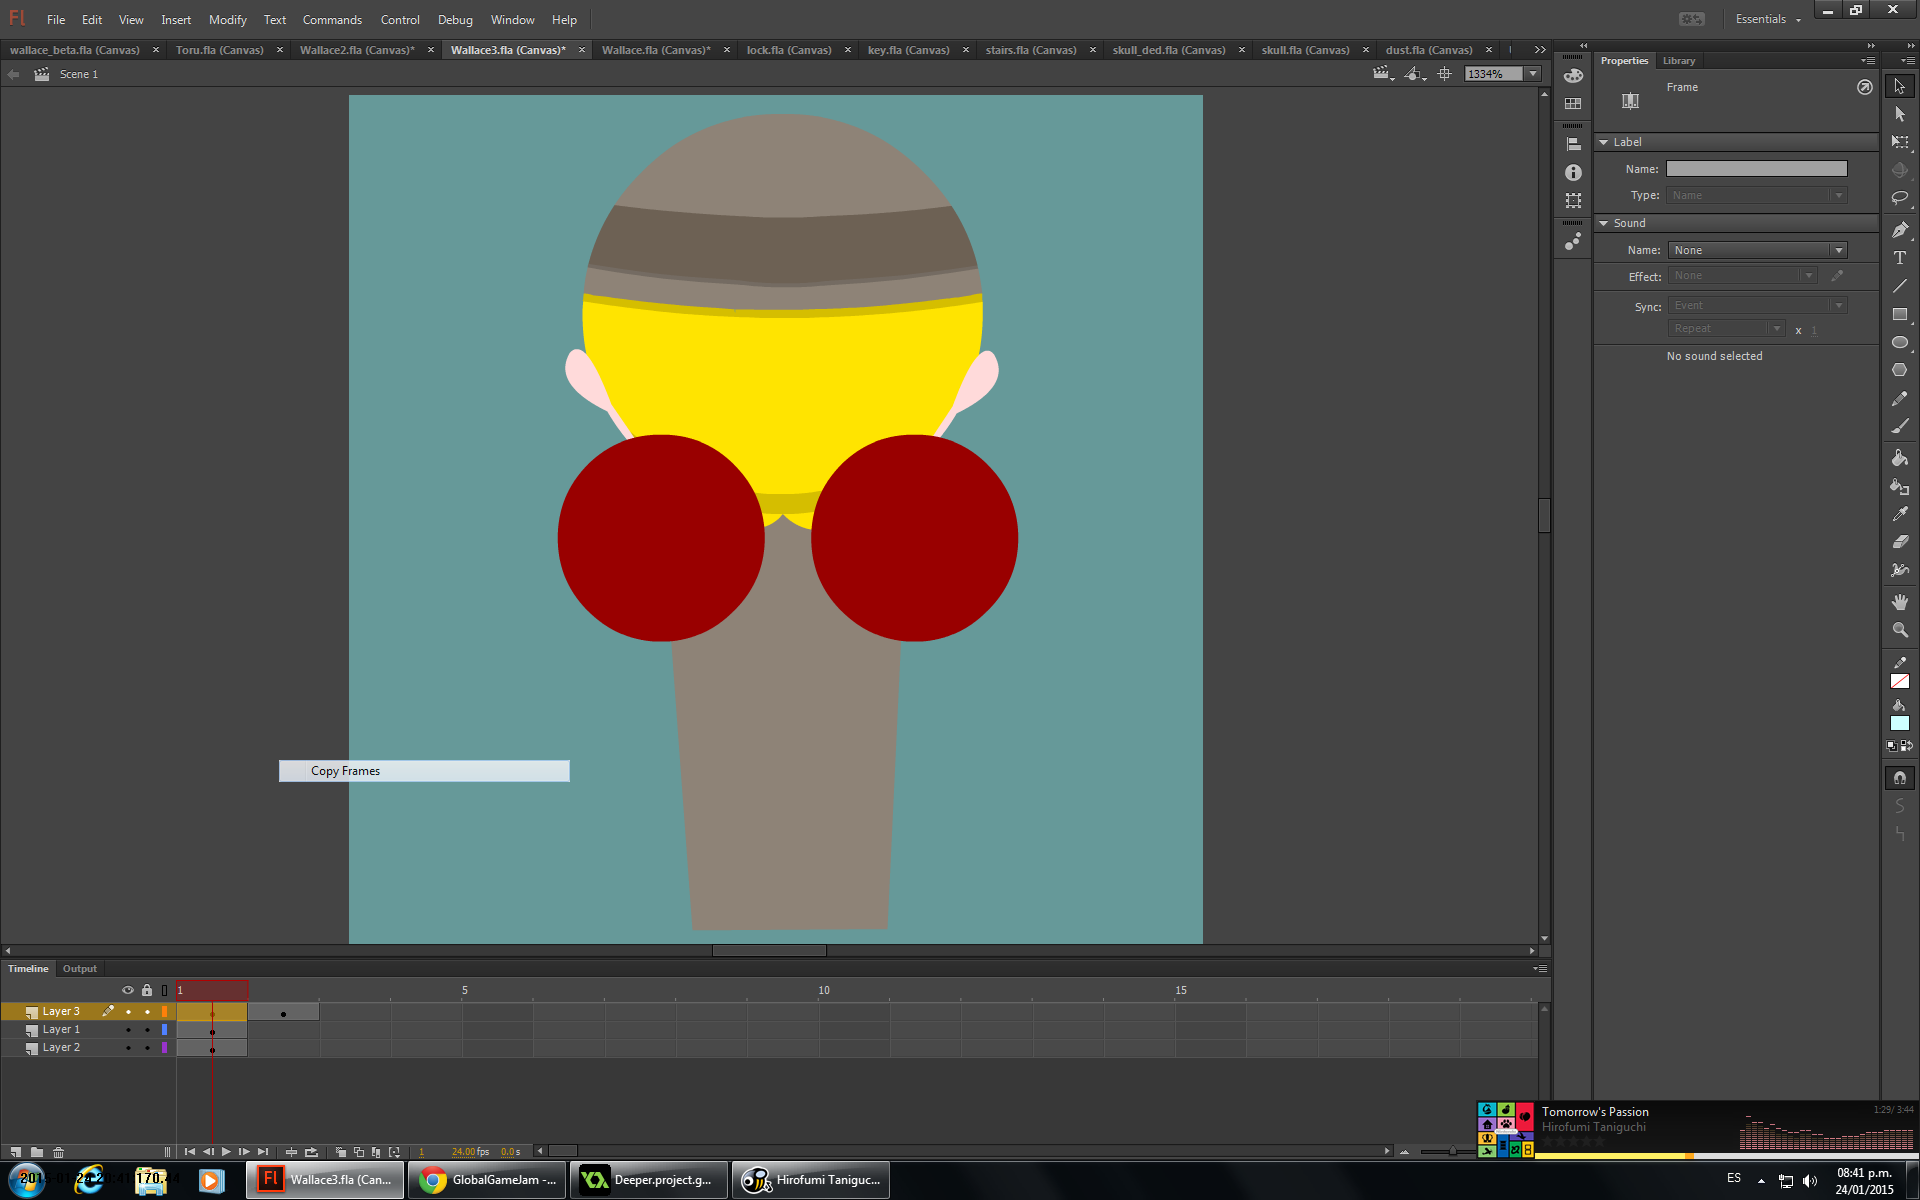 Fl File Edit View Insert Modify Text Commands Control Debug Window Help Essentials
wallace_beta.fla (Canvas) Toru.fla (Canvas) Wallace2.fla (Canvas)* Wallace3.fla (Canvas)* Wallace.fla (Canvas)* lock.fla (Canvas) key.fla (Canvas) stairs.fla (Canvas) skull_ded.fla (Canvas) skull.fla (Canvas) dust.fla (Canvas)
Scene 1
1334%
Properties Library
Frame
Label
Name:
Type: Name
Sound
Name: None
Effect: None
Sync: Event
Repeat x 1
No sound selected
Copy Frames
Timeline Output
1 5 10 15
Layer 3
Layer 1
Layer 2
1 24.00 fps 0.0 s
Tomorrow's Passion
Hirofumi Taniguchi
1:29/ 3:44
Wallace3.fla (Can...
GlobalGameJam -...
Deeper.project.g...
Hirofumi Taniguc...
ES
08:41 p.m.
24/01/2015